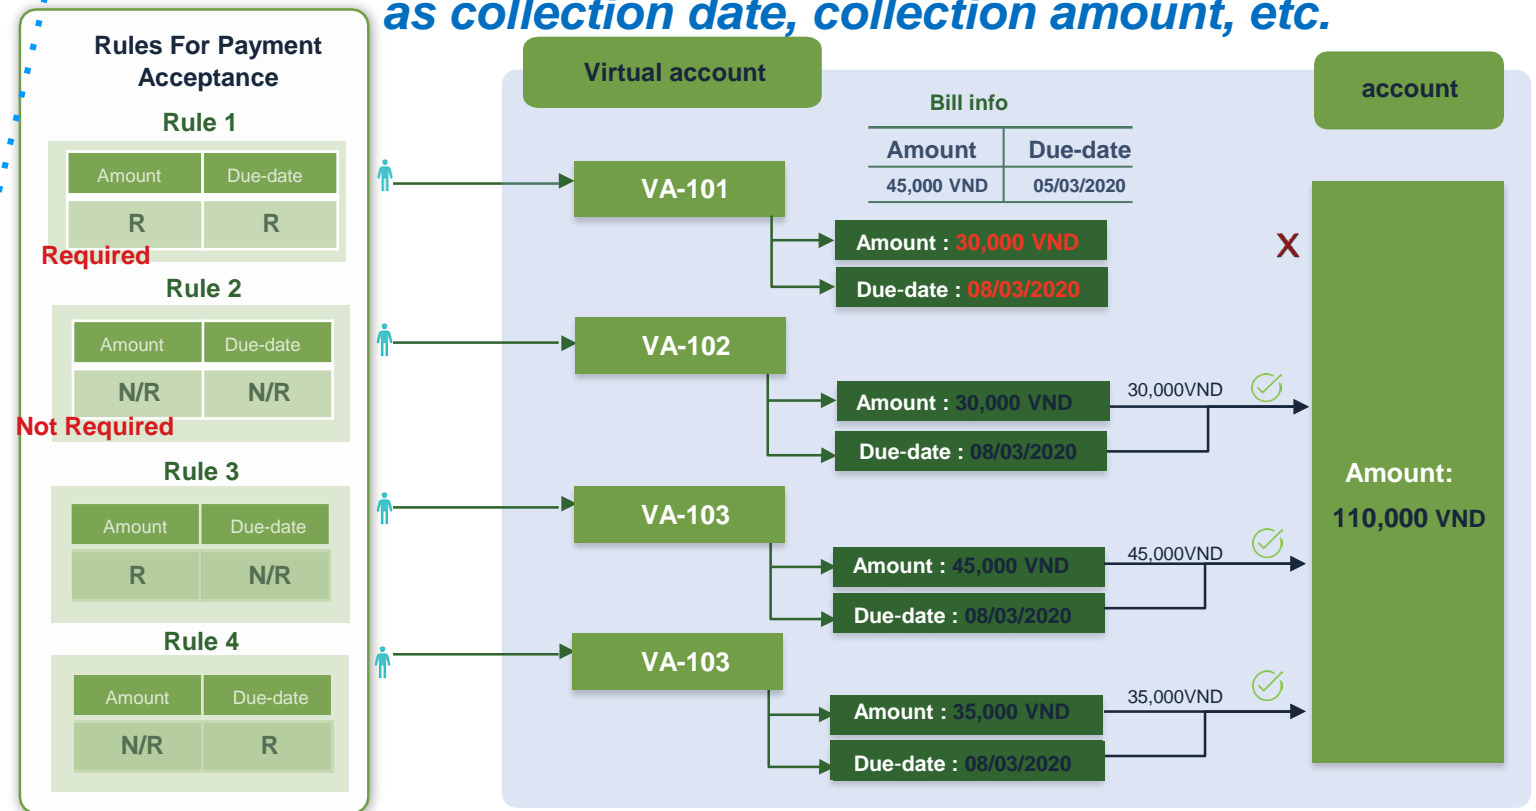 as collection date, collection amount, etc.
Rules For Payment
Acceptance
Rule 1
Amount Due-date
R R
Required
Rule 2
Amount Due-date
N/R N/R
Not Required
Rule 3
Amount Due-date
R N/R
Rule 4
Amount Due-date
N/R R
Virtual account
account
Bill info
Amount Due-date
45,000 VND 05/03/2020
VA-101
Amount : 30,000 VND
X
Due-date : 08/03/2020
VA-102
Amount : 30,000 VND
30,000VND
Due-date : 08/03/2020
VA-103
Amount : 45,000 VND
45,000VND
Due-date : 08/03/2020
VA-103
Amount : 35,000 VND
35,000VND
Due-date : 08/03/2020
Amount:
110,000 VND